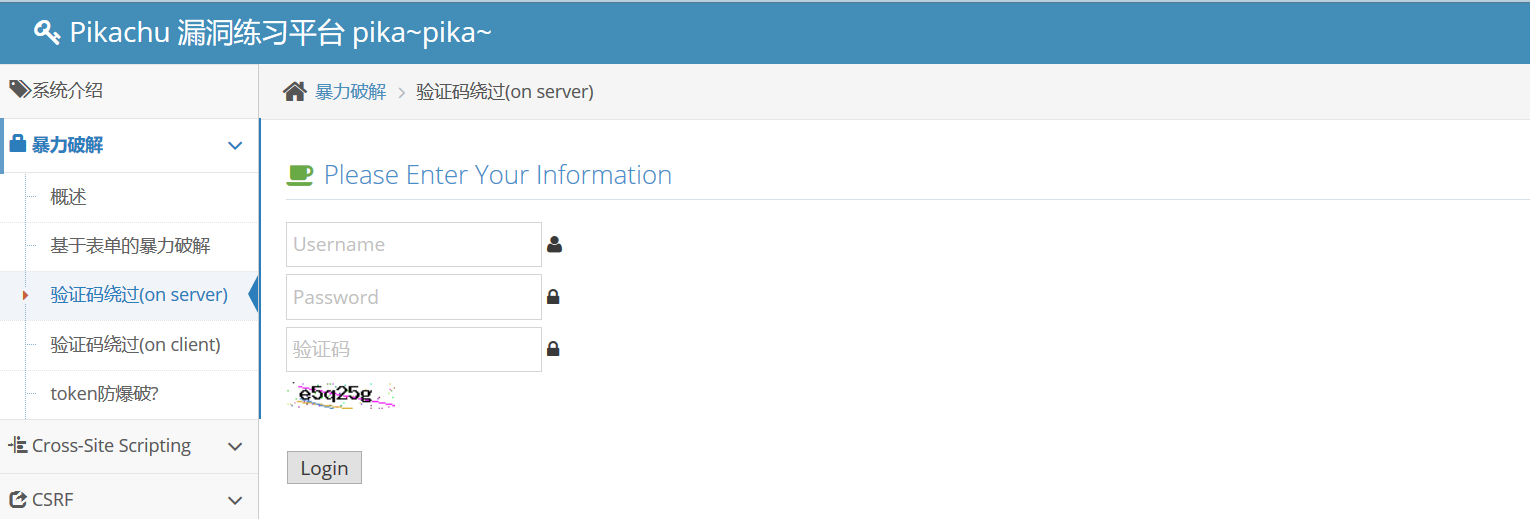 Pikachu 漏洞练习平台 pika~pika~
系统介绍
暴力破解
概述
基于表单的暴力破解
验证码绕过(on server)
验证码绕过(on client)
token防爆破?
Cross-Site Scripting
CSRF
暴力破解 > 验证码绕过(on server)
Please Enter Your Information
Username
Password
验证码
e5q25g
Login